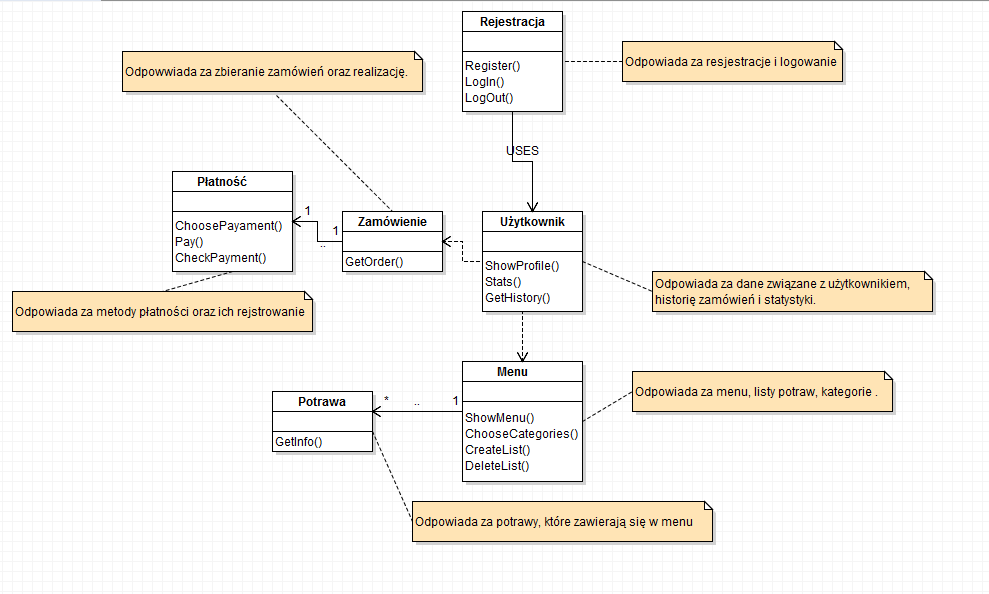 Rejestracja
Register()
LogIn()
LogOut()
Odpowiada za resjestracje i logowanie
Odpowwiada za zbieranie zamówień oraz realizację.
USES
Płatność
ChoosePayament()
Pay()
CheckPayment()
1
1
..
Zamówienie
GetOrder()
Użytkownik
ShowProfile()
Stats()
GetHistory()
Odpowiada za dane związane z użytkownikiem,
historię zamówień i statystyki.
Odpowiada za metody płatności oraz ich rejstrowanie
Menu
ShowMenu()
ChooseCategories()
CreateList()
DeleteList()
Odpowiada za menu, listy potraw, kategorie .
* .. 1
Potrawa
GetInfo()
Odpowiada za potrawy, które zawierają się w menu